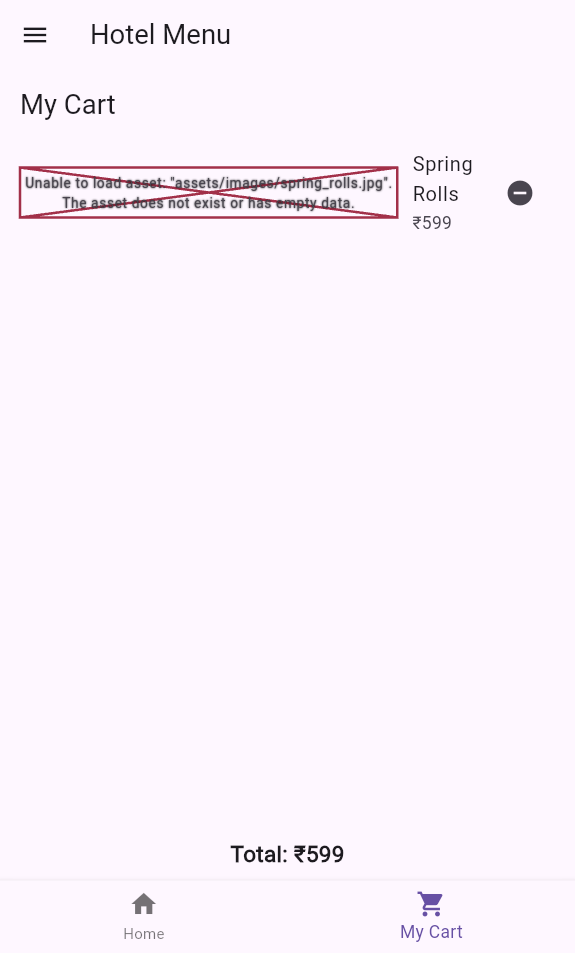 Hotel Menu
My Cart
Unable to load asset: "assets/images/spring_rolls.jpg".
The asset does not exist or has empty data.
Spring
Rolls
₹599
Total: ₹599
Home
My Cart